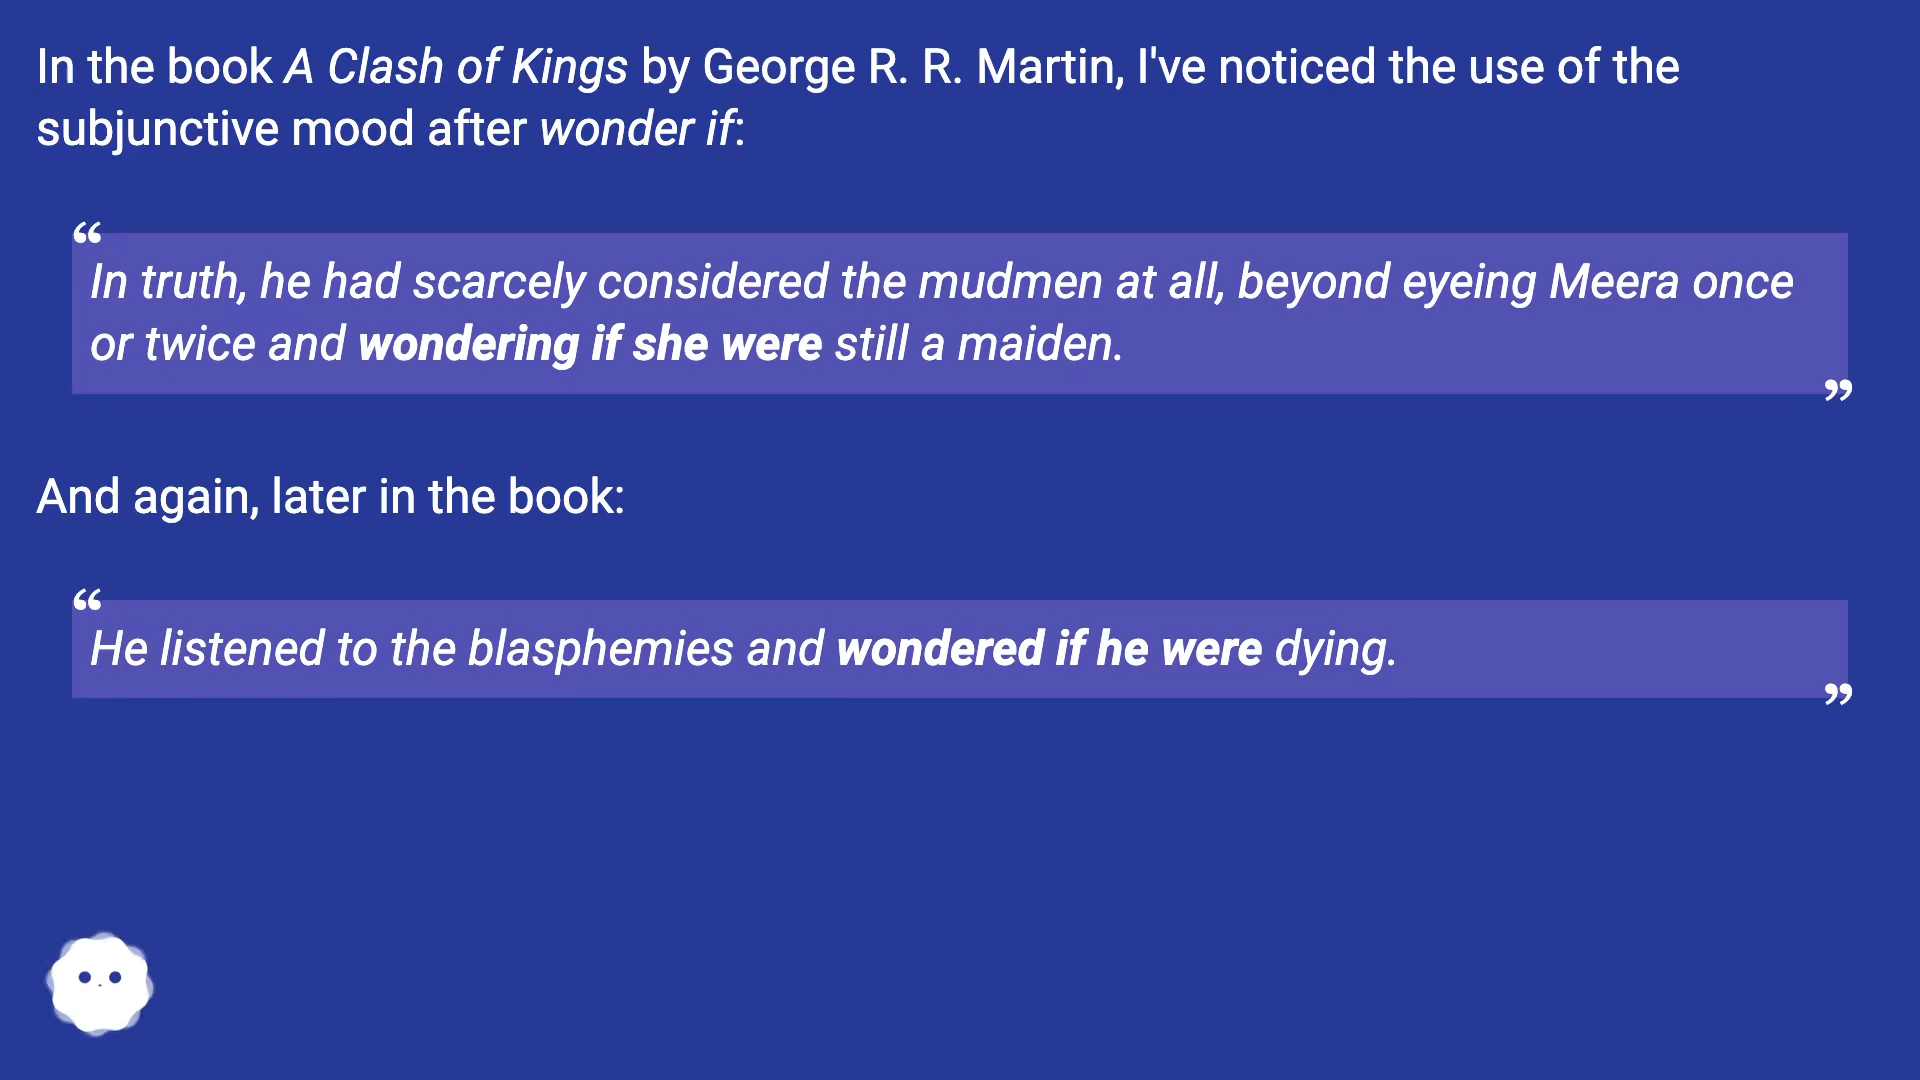 In the book A Clash of Kings by George R. R. Martin, I've noticed the use of the
subjunctive mood after wonder if:
“
In truth, he had scarcely considered the mudmen at all, beyond eyeing Meera once
or twice and wondering if she were still a maiden.
”
And again, later in the book:
“
He listened to the blasphemies and wondered if he were dying.
”